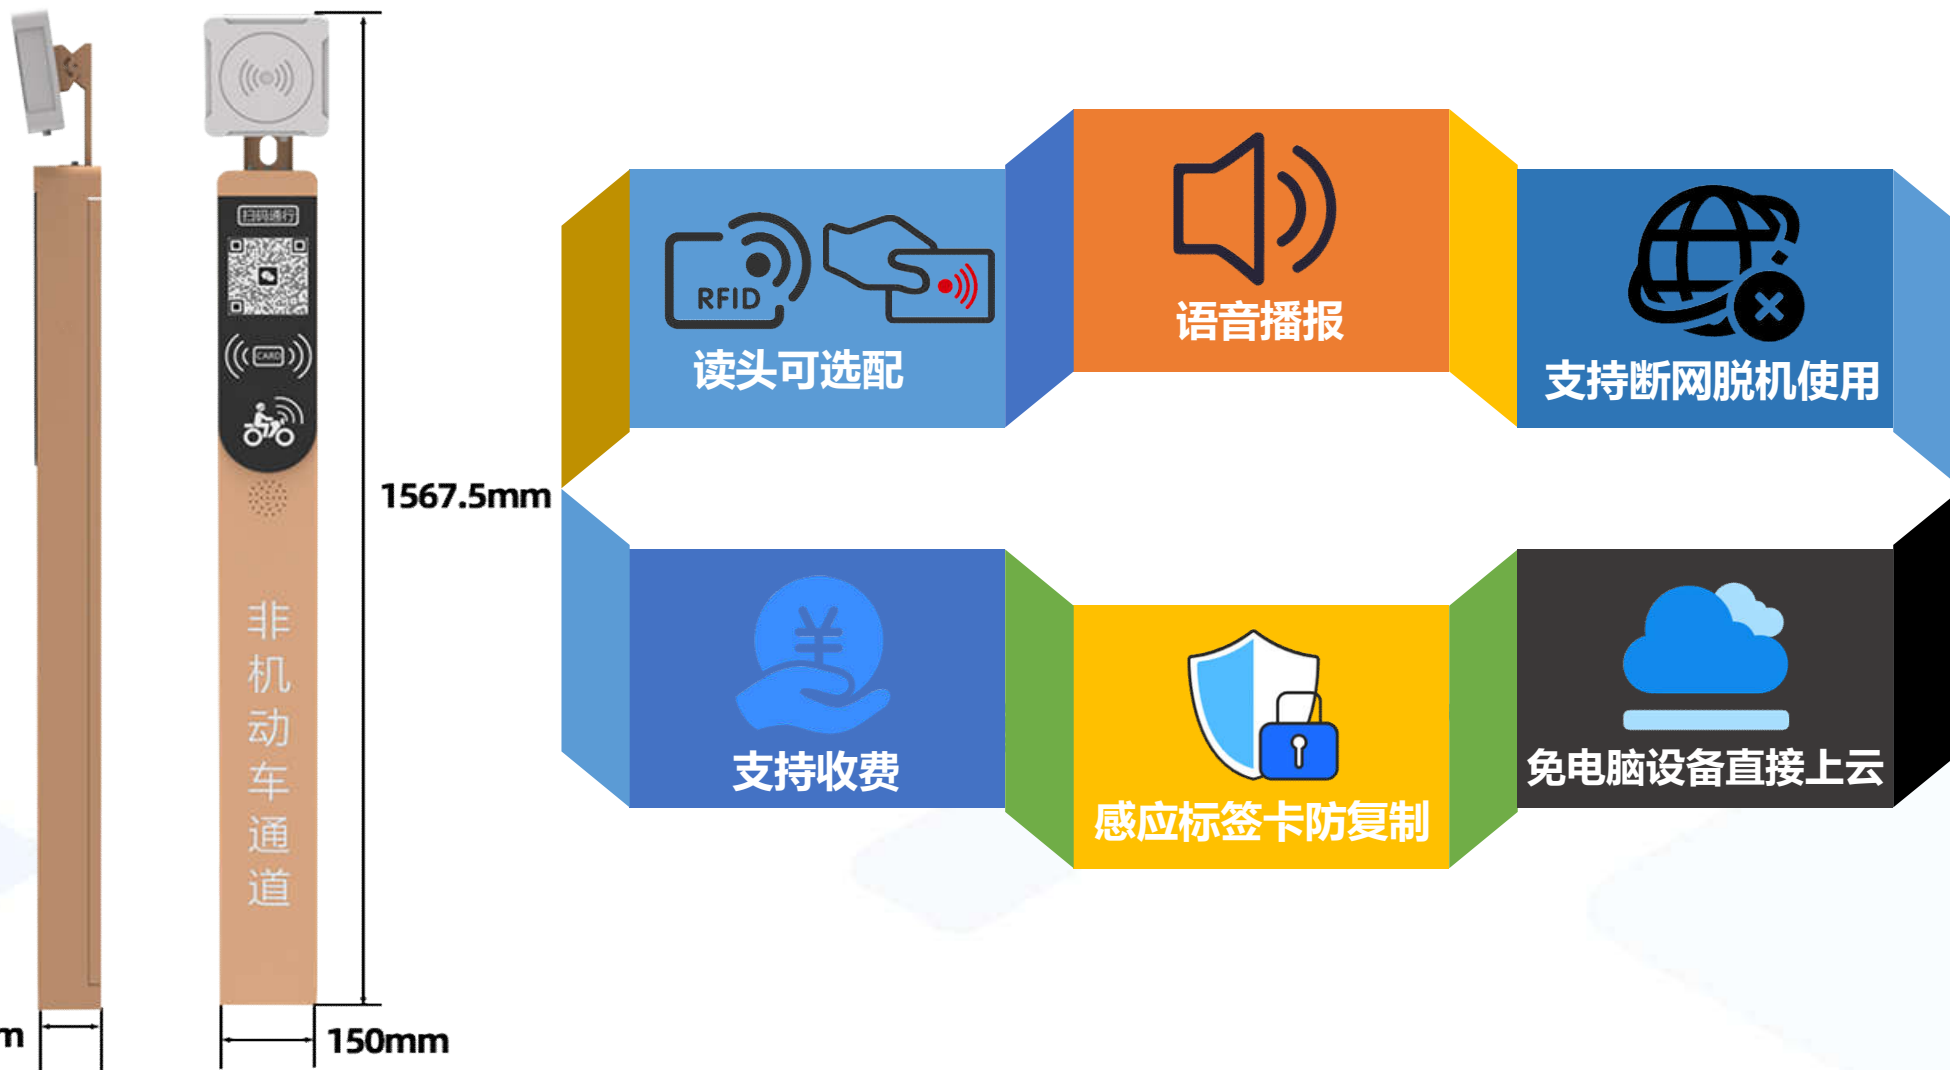 扫码通行
CARD
非
机
动
车
通
道
1567.5mm
150mm
m
RFID
读头可选配
语音播报
支持断网脱机使用
支持收费
感应标签卡防复制
免电脑设备直接上云